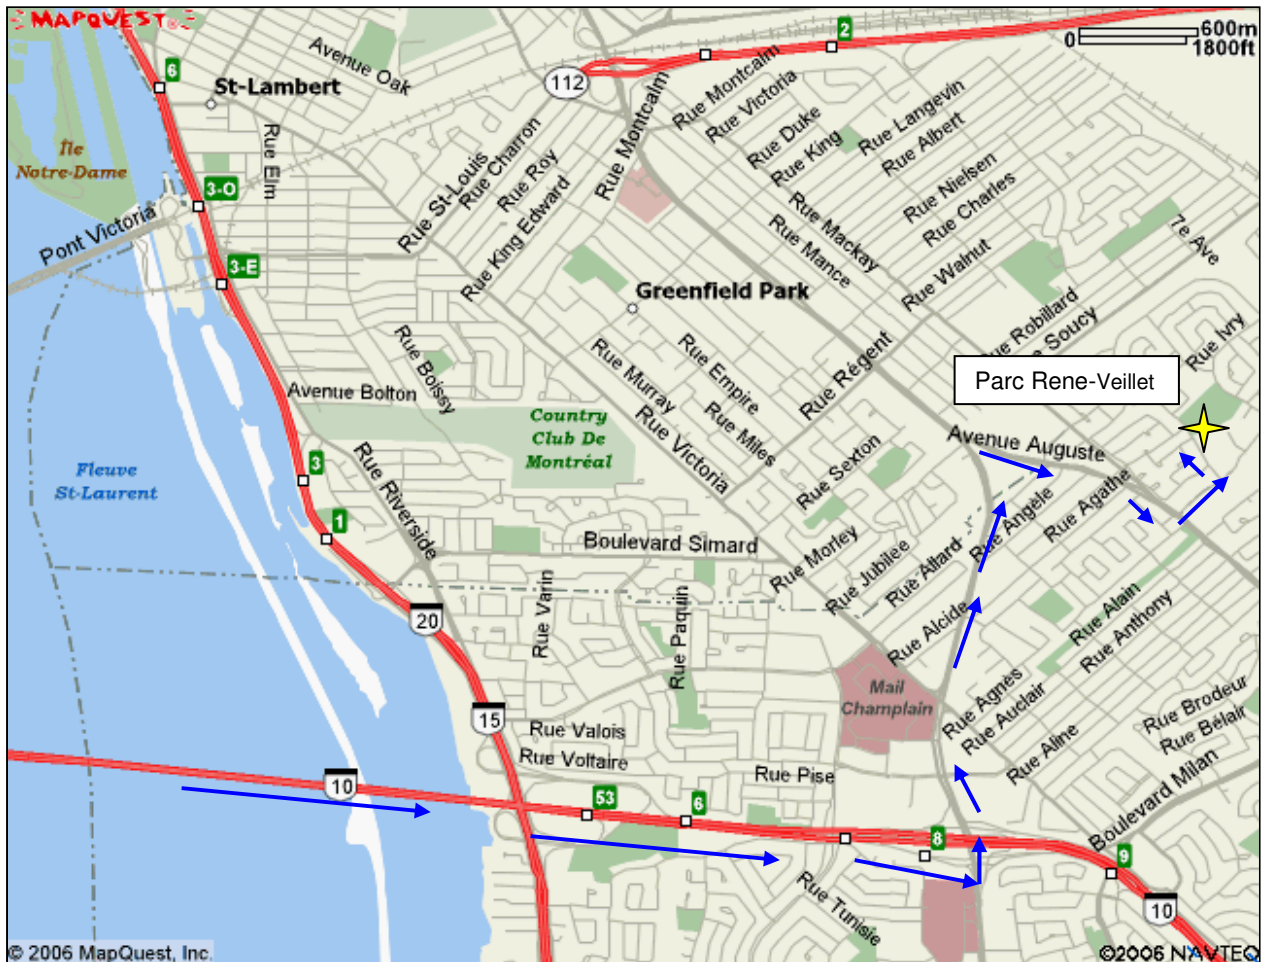 MAPQUEST
600m
0
1800ft
2
6
Avenue Oak
112
St-Lambert
Rue Montcalm
Rue Victoria
Rue Duke
Rue King
Rue Langevin
Rue Albert
Rue Montcalm
Île
Notre-Dame
Rue Elm
Rue St-Louis
Rue Charron
Rue Roy
Rue King Edward
Rue Nielsen
Rue Charles
3-O
Pont Victoria
Rue Mackay
Rue Mance
Rue Walnut
7e Ave
3-E
Greenfield Park
Rue Robillard
Soucy
Rue Ivry
Rue Boissy
Rue Murray
Rue Empire
Rue Régent
Parc Rene-Veillet
Avenue Bolton
Country
Club De
Montréal
Rue Victoria
Rue Miles
Rue Sexton
Avenue Auguste
3
Fleuve
St-Laurent
Rue Riverside
Rue Angèle
Rue Agathe
1
Boulevard Simard
Rue Morley
Rue Jubilee
Rue Allard
20
Rue Varin
Rue Paquin
Rue Alcide
Rue Alain
Rue Anthony
Mail
Champlain
Rue Agnès
Rue Auclair
Rue Aline
Rue Brodeur
Rue Bélair
15
Rue Valois
Rue Voltaire
Rue Pise
Boulevard Milan
10
53
6
8
9
Rue Tunisie
10
© 2006 MapQuest, Inc.
©2006 NAVTEQ